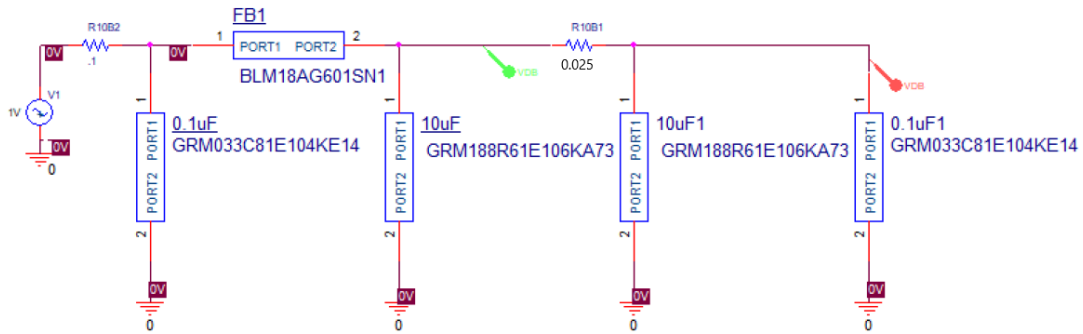 FB1
R10B2
R10B1
0V
0V
1
PORT1 PORT2
2
VDB
.1
BLM18AG601SN1
0.025
VDB
V1
1V
0V
0
1
PORT1
PORT2
2
0.1uF
GRM033C81E104KE14
0V
0
1
PORT1
PORT2
2
10uF
GRM188R61E106KA73
0V
0
1
PORT1
PORT2
2
10uF1
GRM188R61E106KA73
0V
0
1
PORT1
PORT2
2
0.1uF1
GRM033C81E104KE14
0V
0